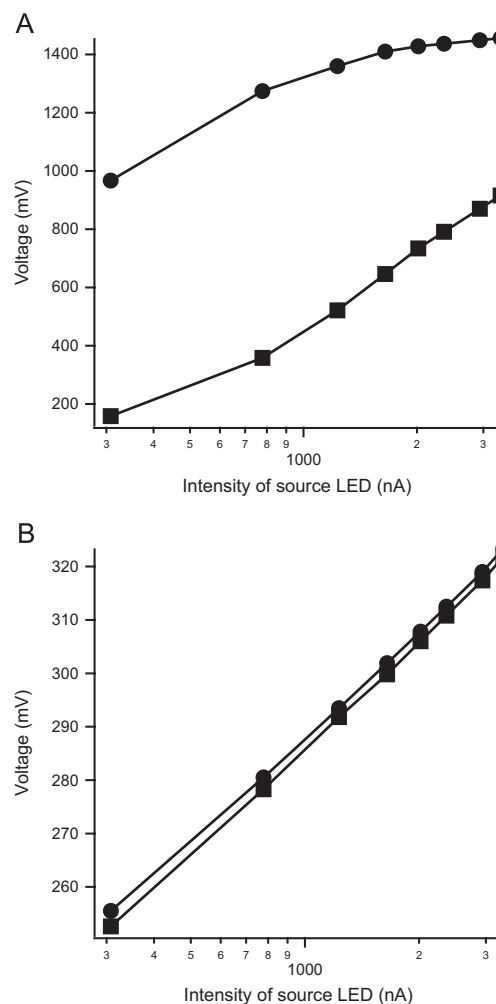 A
1400
1200
1000
800
600
400
200
Voltage (mV)
3 4 5 6 7 8 9 1000 2 3
Intensity of source LED (nA)
B
320
310
300
290
280
270
260
Voltage (mV)
3 4 5 6 7 8 9 1000 2 3
Intensity of source LED (nA)